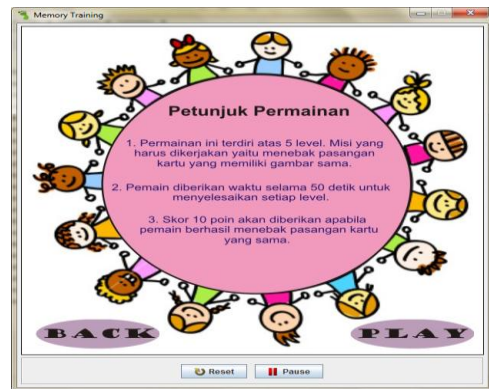 Memory Training
Petunjuk Permainan
1. Permainan ini terdiri atas 5 level. Misi yang
harus dikerjakan yaitu menebak pasangan
kartu yang memiliki gambar sama.
2. Pemain diberikan waktu selama 50 detik untuk
menyelesaikan setiap level.
3. Skor 10 poin akan diberikan apabila
pemain berhasil menebak pasangan kartu
yang sama.
BACK
PLAY
Reset
Pause